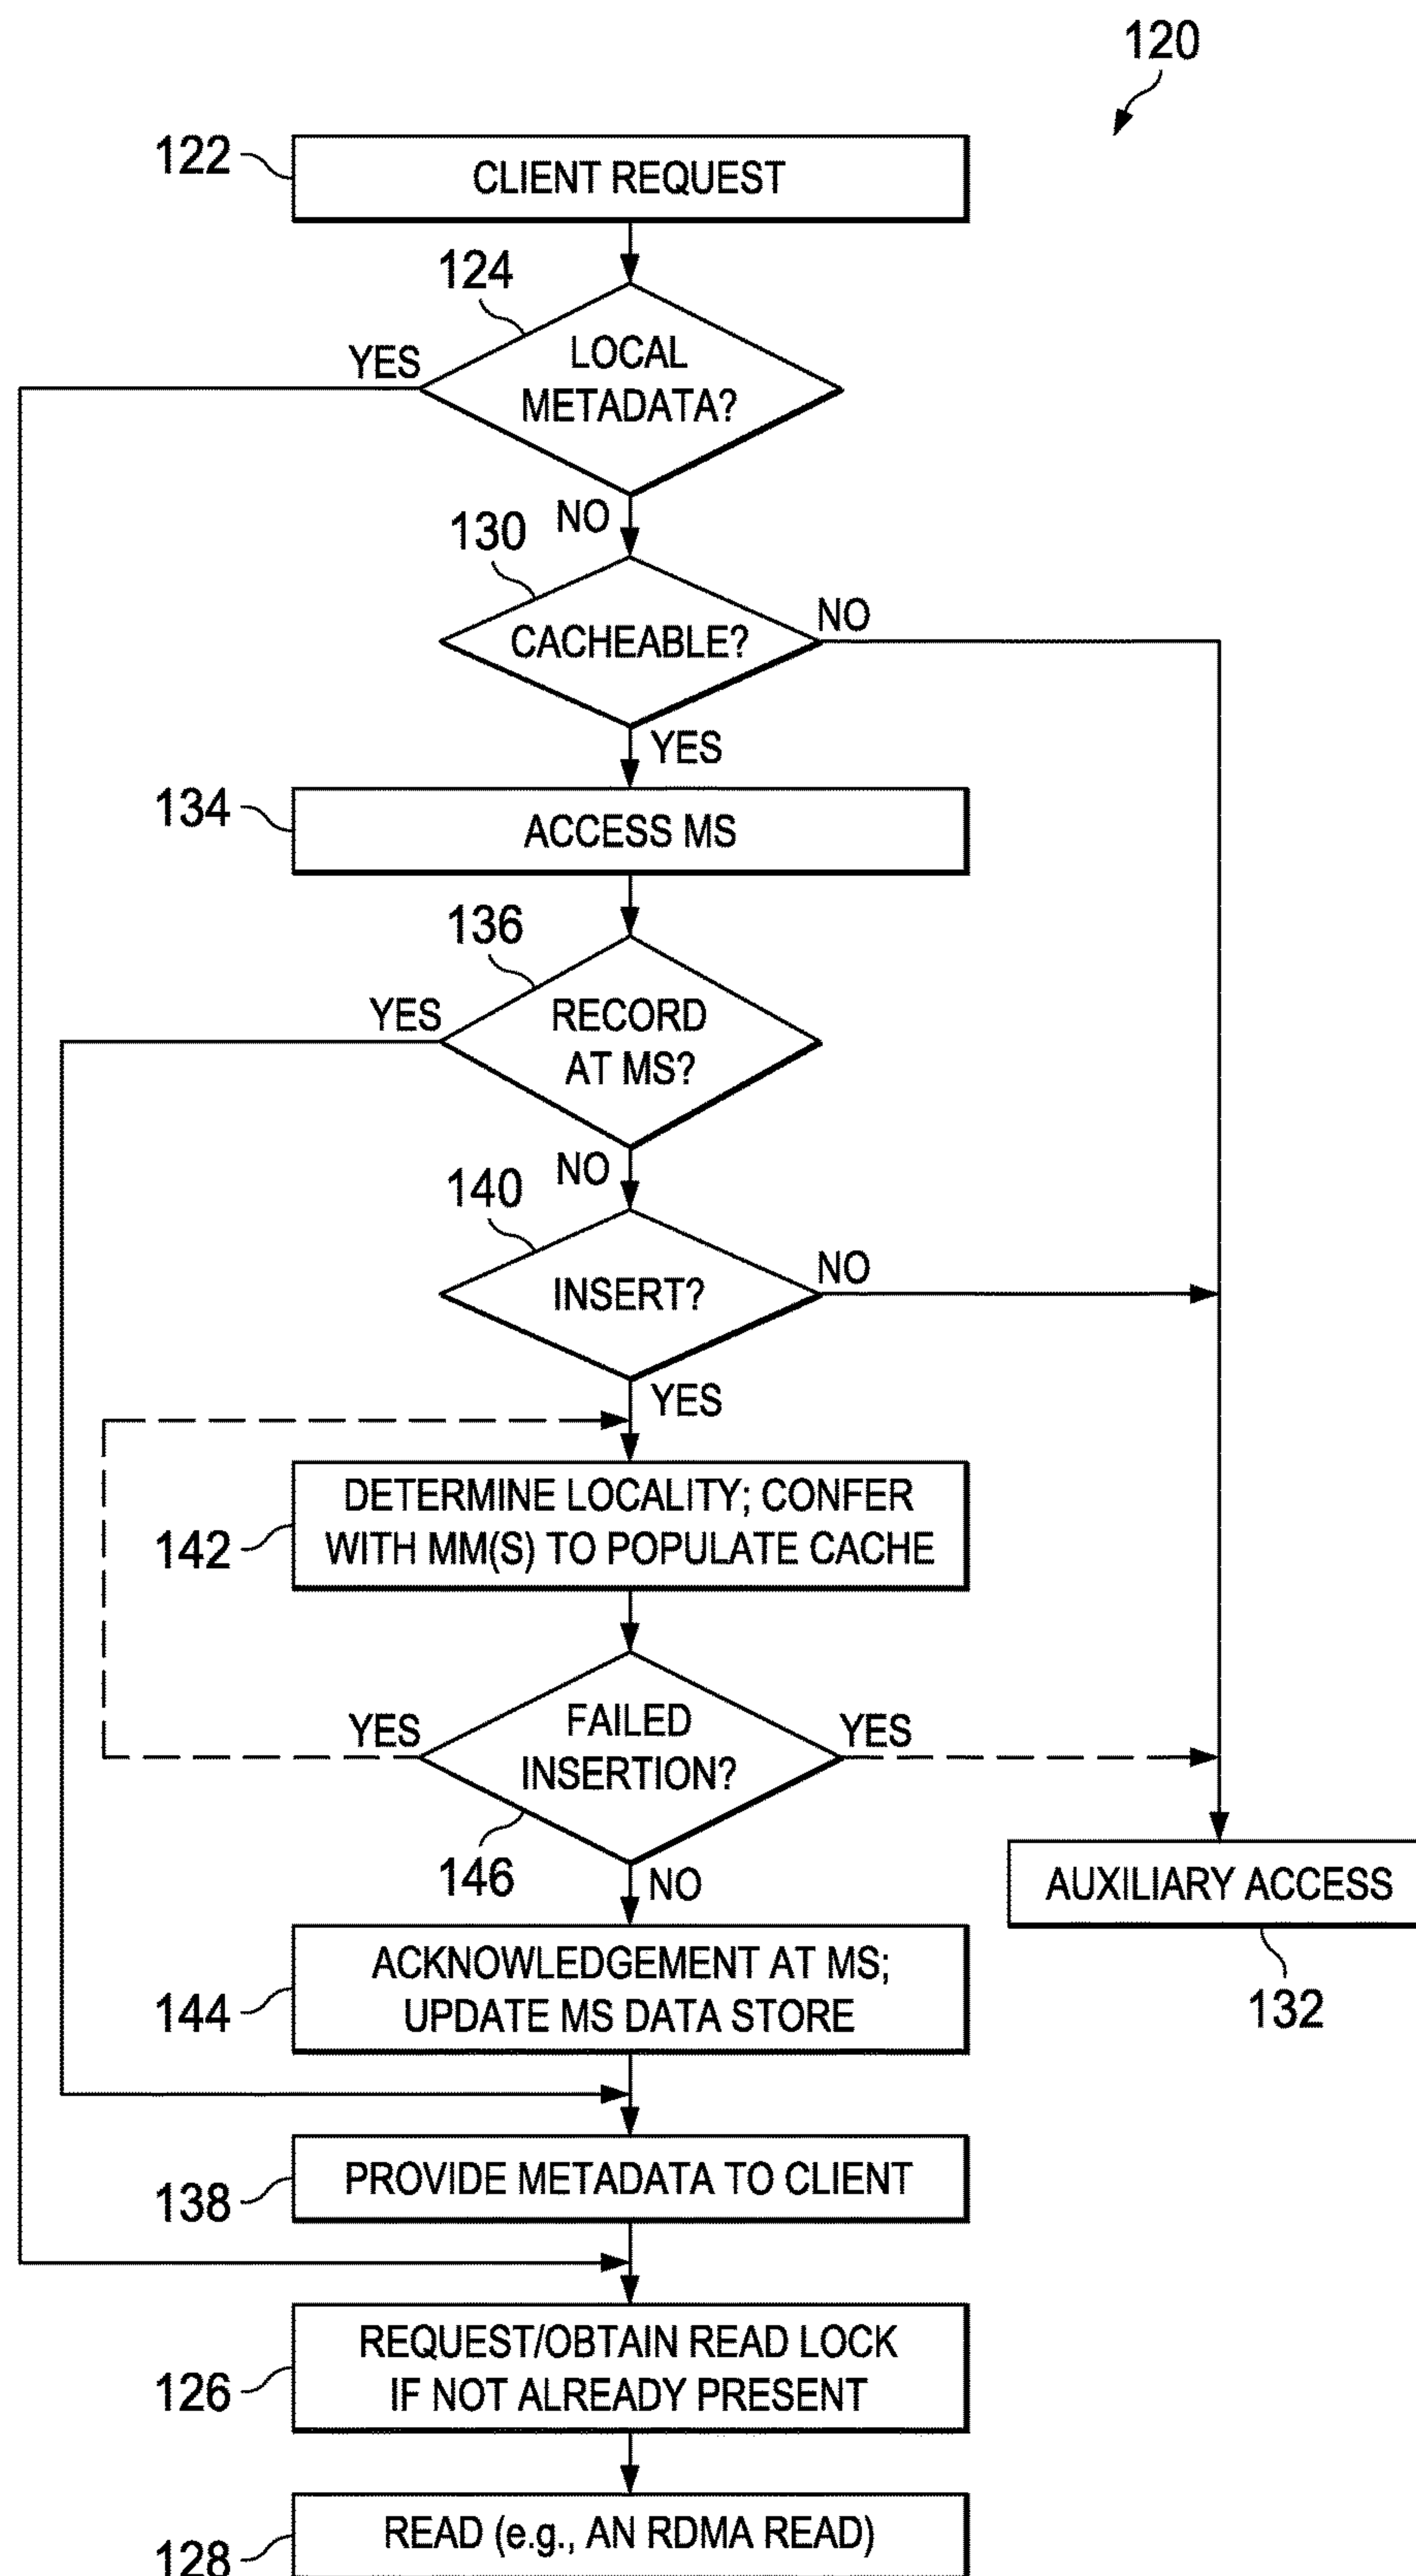 120
122
CLIENT REQUEST
124
YES
LOCAL
METADATA?
NO
130
CACHEABLE?
NO
YES
134
ACCESS MS
136
YES
RECORD
AT MS?
NO
140
INSERT?
NO
YES
142
DETERMINE LOCALITY; CONFER
WITH MM(S) TO POPULATE CACHE
YES
FAILED
INSERTION?
YES
146
NO
AUXILIARY ACCESS
132
144
ACKNOWLEDGEMENT AT MS;
UPDATE MS DATA STORE
138
PROVIDE METADATA TO CLIENT
126
REQUEST/OBTAIN READ LOCK
IF NOT ALREADY PRESENT
128
READ (e.g., AN RDMA READ)